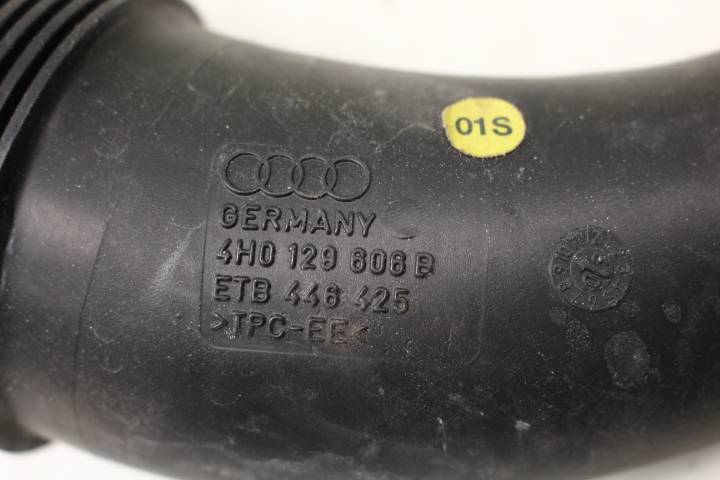 01S
GERMANY
4H0 129 606 B
ETB 446 425
>TPC-EE<